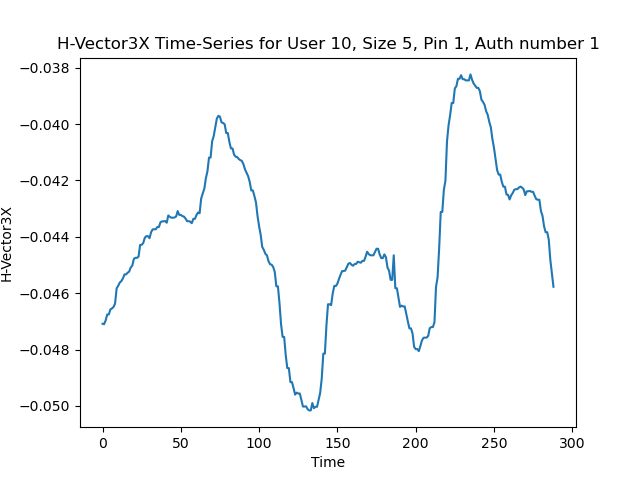 H-Vector3X Time-Series for User 10, Size 5, Pin 1, Auth number 1
−0.038
−0.040
−0.042
−0.044
−0.046
−0.048
−0.050
H-Vector3X
0 50 100 150 200 250 300
Time